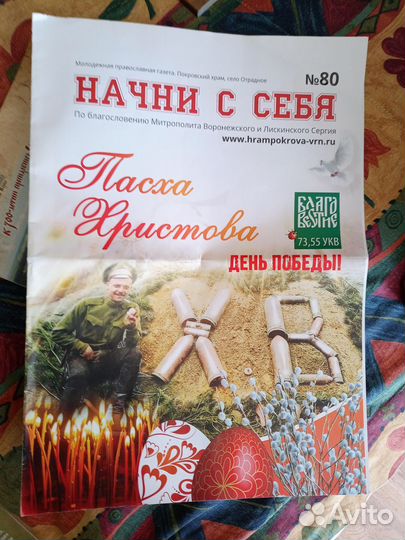 Молодежная православная газета. Покровский храм, село Отрадное
№80
НАЧНИ С СЕБЯ
По благословению Митрополита Воронежского и Лискинского Сергия
www.hrampokrova-vrn.ru
Пасха
Христова
БЛАГО
ВЕСТИЕ
73,55 УКВ
ДЕНЬ ПОБЕДЫ!
Х.В
Avito